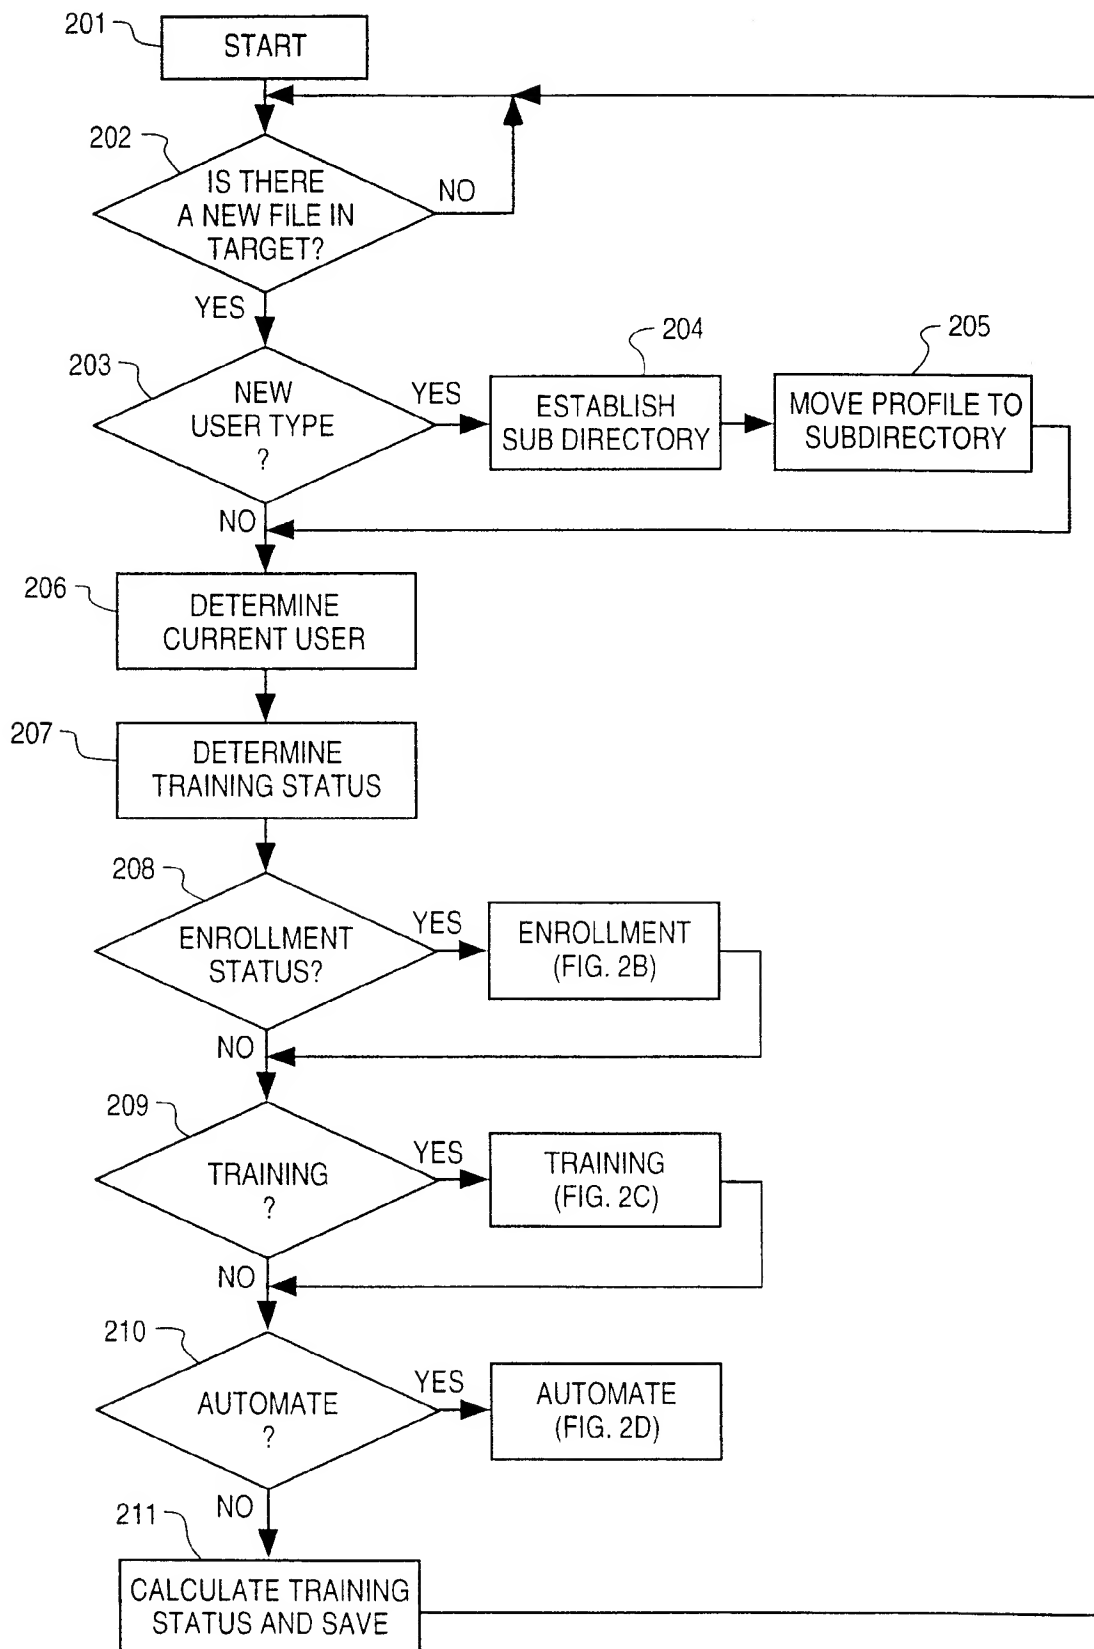 201
START
202
IS THERE
A NEW FILE IN
TARGET?
NO
YES
203
NEW
USER TYPE
?
YES
204
ESTABLISH
SUB DIRECTORY
205
MOVE PROFILE TO
SUBDIRECTORY
NO
206
DETERMINE
CURRENT USER
207
DETERMINE
TRAINING STATUS
208
ENROLLMENT
STATUS?
YES
ENROLLMENT
(FIG. 2B)
NO
209
TRAINING
?
YES
TRAINING
(FIG. 2C)
NO
210
AUTOMATE
?
YES
AUTOMATE
(FIG. 2D)
NO
211
CALCULATE TRAINING
STATUS AND SAVE